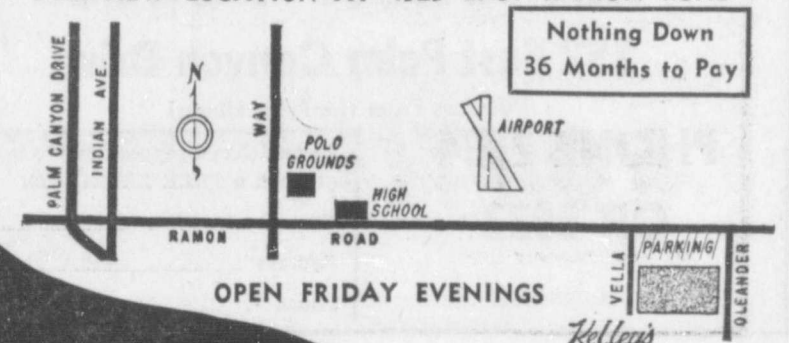 Nothing Down
36 Months to Pay
PALM CANYON DRIVE
INDIAN AVE.
N
WAY
POLO
GROUNDS
HIGH
SCHOOL
AIRPORT
RAMON ROAD
VELLA
PARKING
OLEANDER
OPEN FRIDAY EVENINGS
Kelley's